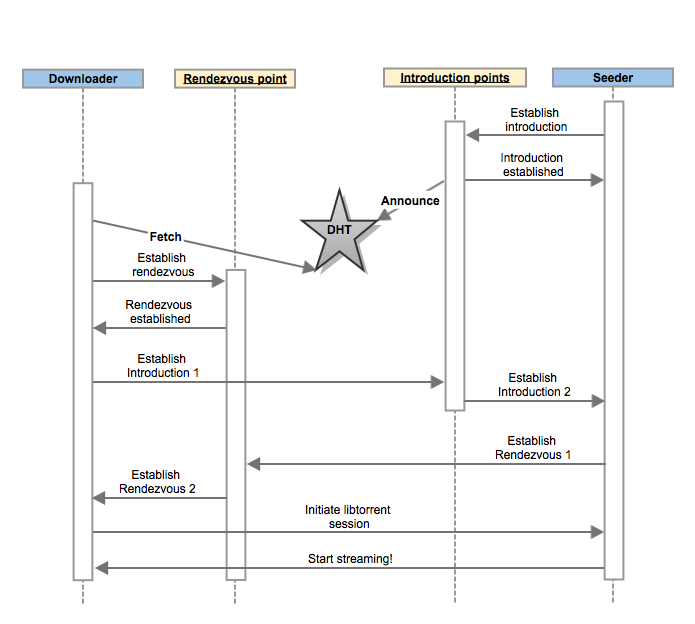 Downloader
Rendezvous point
Introduction points
Seeder
Establish
introduction
Introduction
established
Announce
DHT
Fetch
Establish
rendezvous
Rendezvous
established
Establish
Introduction 1
Establish
Introduction 2
Establish
Rendezvous 1
Establish
Rendezvous 2
Initiate libtorrent
session
Start streaming!